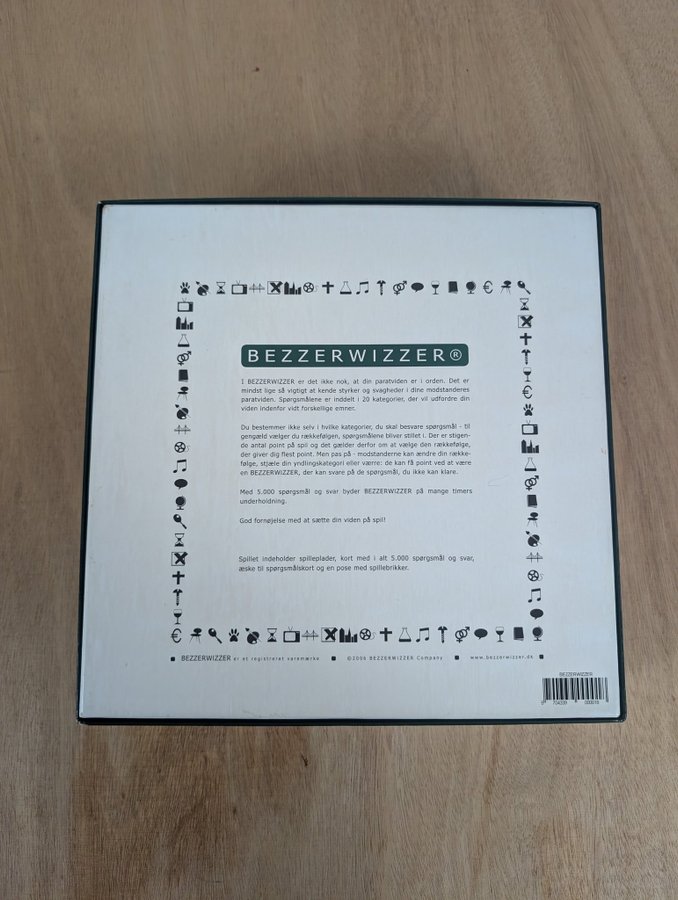 BEZZERWIZZER®
I BEZZERWIZZER er det ikke nok, at din paratviden er i orden. Det er
mindst lige så vigtigt at kende styrker og svagheder i dine modstanderes
paratviden. Spørgsmålene er inddelt i 20 kategorier, der vil udfordre din
viden indenfor vidt forskellige emner.
Du bestemmer ikke selv i hvilke kategorier, du skal besvare spørgsmål - til
gengæld vælger du rækkefølgen, spørgsmålene bliver stillet i. Der er stigen-
de antal point på spil og det gælder derfor om at vælge den rækkefølge,
der giver dig flest point. Men pas på - modstanderne kan ændre din række-
følge, stjæle din yndlingskategori eller værre: de kan få point ved at være
en BEZZERWIZZER, der kan svare på de spørgsmål, du ikke kan klare.
Med 5.000 spørgsmål og svar byder BEZZERWIZZER på mange timers
underholdning.
God fornøjelse med at sætte din viden på spil!
Spillet indeholder spilleplader, kort med i alt 5.000 spørgsmål og svar,
æske til spørgsmålskort og en pose med spillebrikker.
BEZZERWIZZER er et registreret varemærke ©2006 BEZZERWIZZER Company www.bezzerwizzer.dk
BEZZERWIZZER